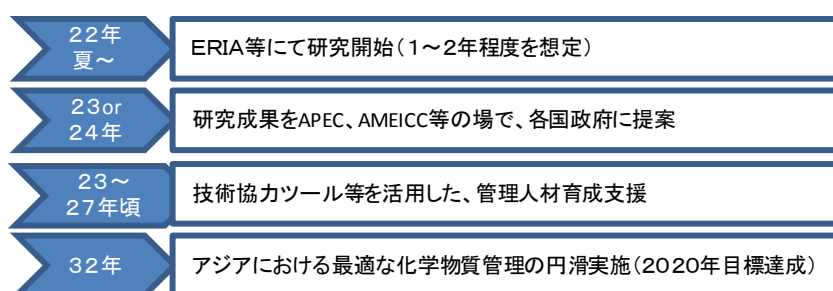 22年
夏～
ERIA等にて研究開始（1～2年程度を想定）
23or
24年
研究成果をAPEC、AMEICC等の場で、各国政府に提案
23～
27年頃
技術協力ツール等を活用した、管理人材育成支援
32年
アジアにおける最適な化学物質管理の円滑実施（2020年目標達成）